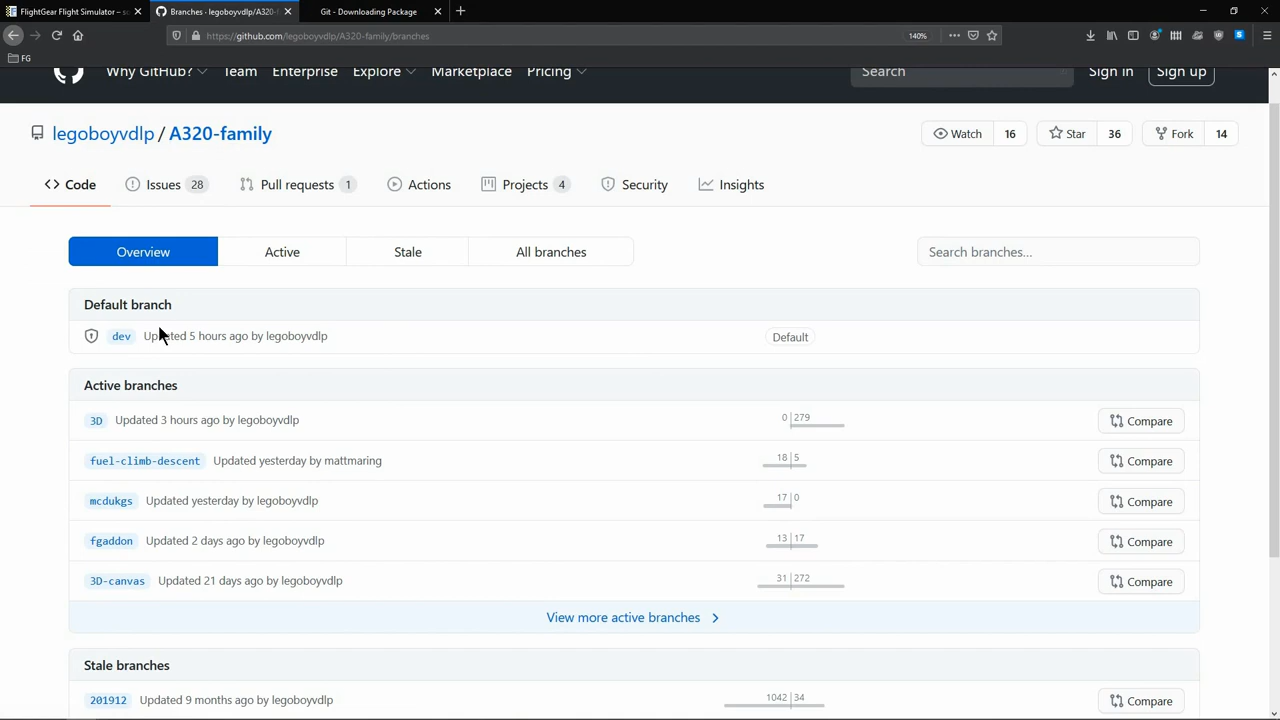 FlightGear Flight Simulator – s
Branches · legoboyvdlp/A320-f
Git - Downloading Package
https://github.com/legoboyvdlp/A320-family/branches
140%
FG
Why GitHub?
Team
Enterprise
Explore
Marketplace
Pricing
Search
Sign in
Sign up
legoboyvdlp / A320-family
Watch 16
Star 36
Fork 14
Code
Issues 28
Pull requests 1
Actions
Projects 4
Security
Insights
Overview
Active
Stale
All branches
Search branches...
Default branch
dev Updated 5 hours ago by legoboyvdlp
Default
Active branches
3D Updated 3 hours ago by legoboyvdlp
0 279
Compare
fuel-climb-descent Updated yesterday by mattmaring
18 5
Compare
mcdukgs Updated yesterday by legoboyvdlp
17 0
Compare
fgaddon Updated 2 days ago by legoboyvdlp
13 17
Compare
3D-canvas Updated 21 days ago by legoboyvdlp
31 272
Compare
View more active branches
Stale branches
201912 Updated 9 months ago by legoboyvdlp
1042 34
Compare